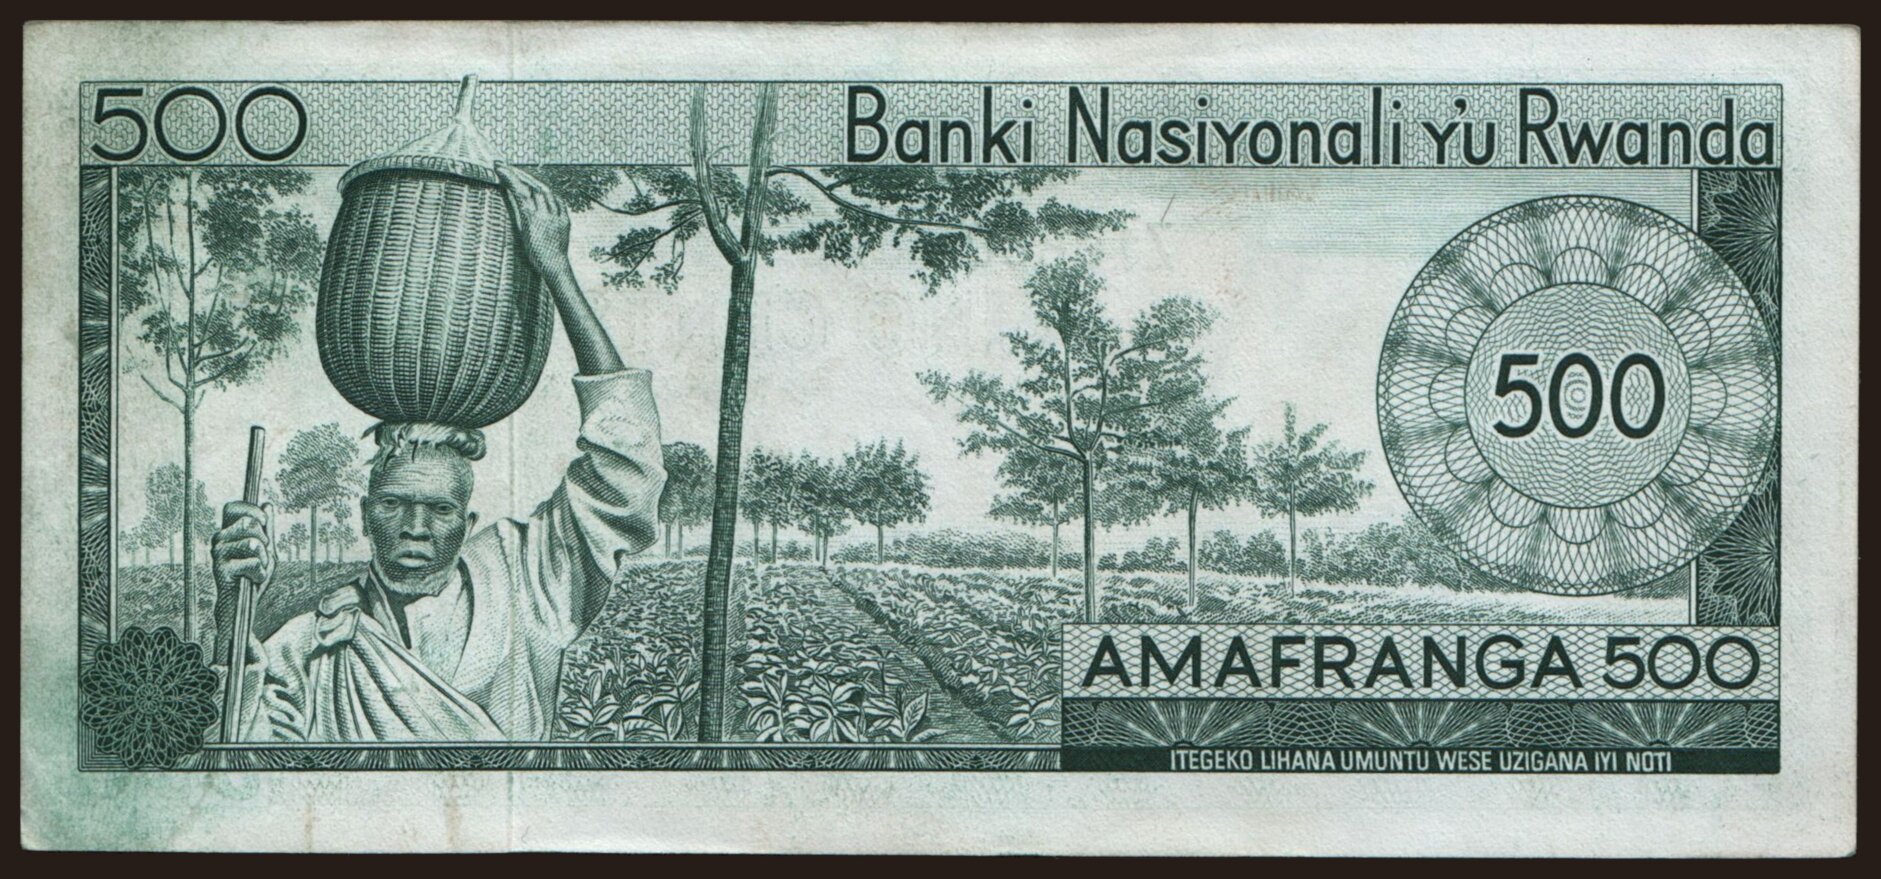 500
Banki Nasiyonali y'u Rwanda
500
AMAFRANGA 500
ITEGEKO LIHANA UMUNTU WESE UZIGANA IYI NOTI